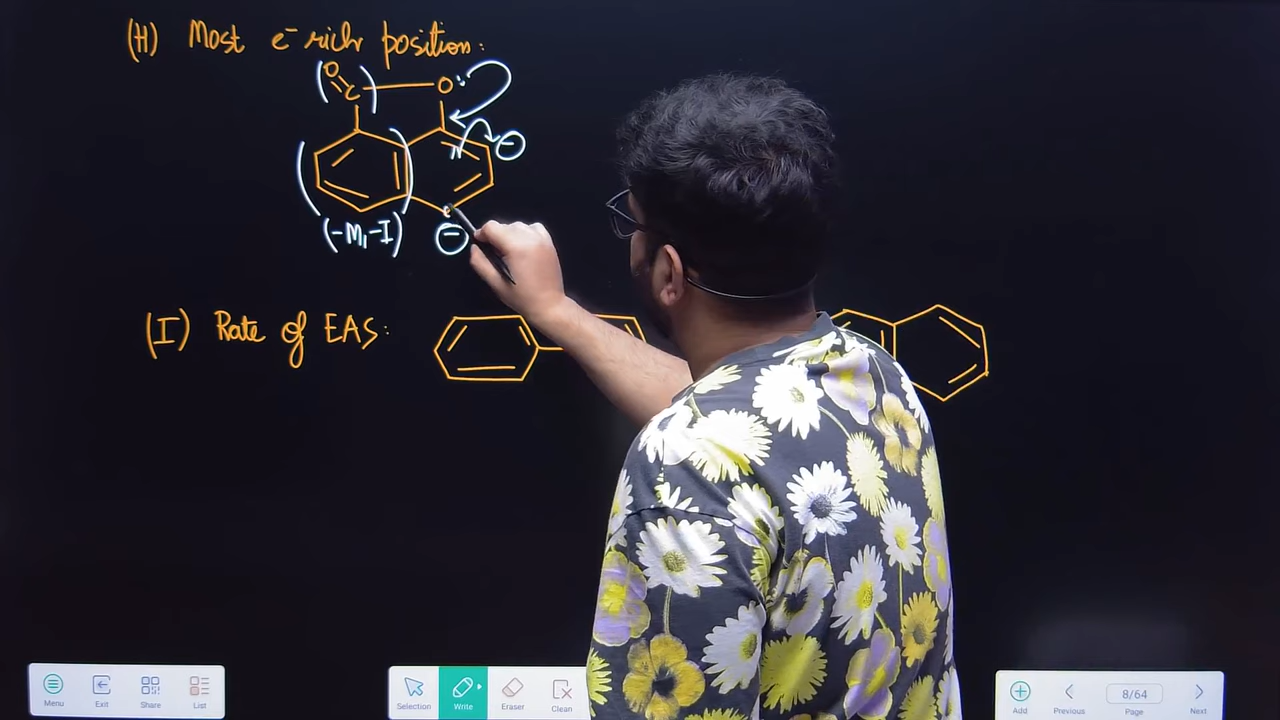 (H) Most e⁻ rich position:
O
C
O:
⊖
(-M,-I)
⊖
(I) Rate of EAS:
Menu
Exit
Share
List
Selection
Write
Eraser
Clean
Add
Previous
8/64
Page
Next